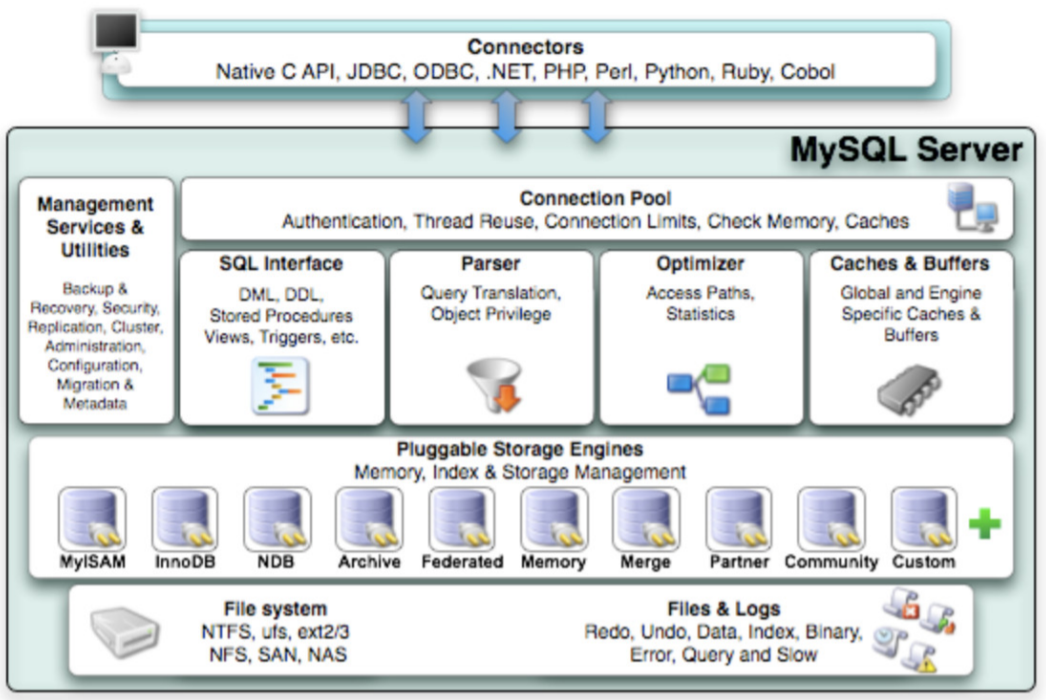 Connectors
Native C API, JDBC, ODBC, .NET, PHP, Perl, Python, Ruby, Cobol
MySQL Server
Management
Services &
Utilities
Backup &
Recovery, Security,
Replication, Cluster,
Administration,
Configuration,
Migration &
Metadata
Connection Pool
Authentication, Thread Reuse, Connection Limits, Check Memory, Caches
SQL Interface
DML, DDL,
Stored Procedures
Views, Triggers, etc.
Parser
Query Translation,
Object Privilege
Optimizer
Access Paths,
Statistics
Caches & Buffers
Global and Engine
Specific Caches &
Buffers
Pluggable Storage Engines
Memory, Index & Storage Management
MyISAM
InnoDB
NDB
Archive
Federated
Memory
Merge
Partner
Community
Custom
File system
NTFS, ufs, ext2/3
NFS, SAN, NAS
Files & Logs
Redo, Undo, Data, Index, Binary,
Error, Query and Slow